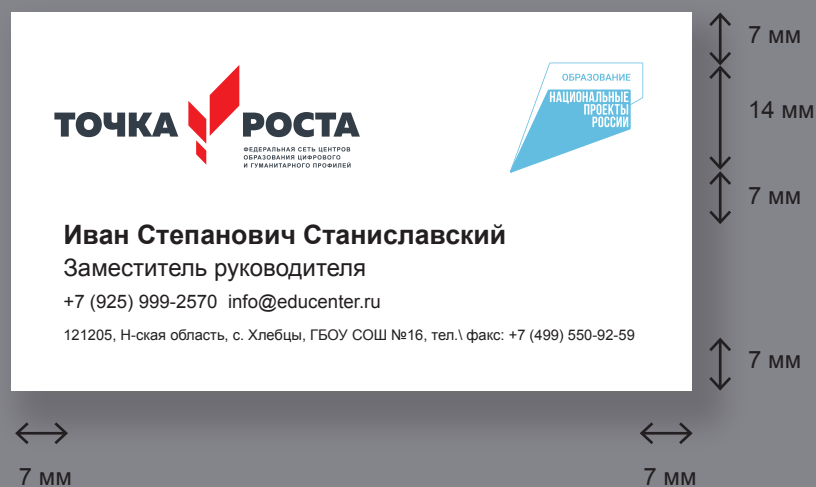 7 мм
ТОЧКА РОСТА
ФЕДЕРАЛЬНАЯ СЕТЬ ЦЕНТРОВ
ОБРАЗОВАНИЯ ЦИФРОВОГО
И ГУМАНИТАРНОГО ПРОФИЛЕЙ
ОБРАЗОВАНИЕ
НАЦИОНАЛЬНЫЕ
ПРОЕКТЫ
РОССИИ
14 мм
7 мм
Иван Степанович Станиславский
Заместитель руководителя
+7 (925) 999-2570 info@educenter.ru
121205, Н-ская область, с. Хлебцы, ГБОУ СОШ №16, тел.\ факс: +7 (499) 550-92-59
7 мм
7 мм
7 мм